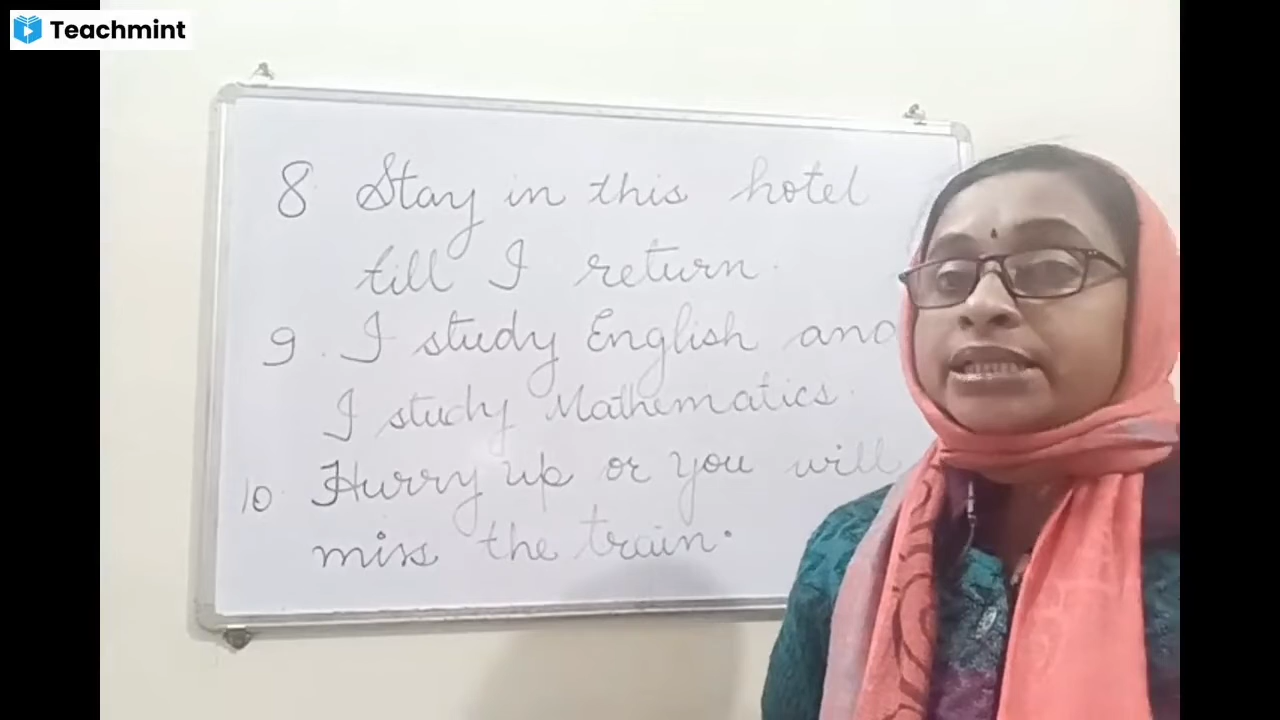 Teachmint
8. Stay in this hotel
till I return.
9. I study English and
I study Mathematics.
10. Hurry up or you will
miss the train.